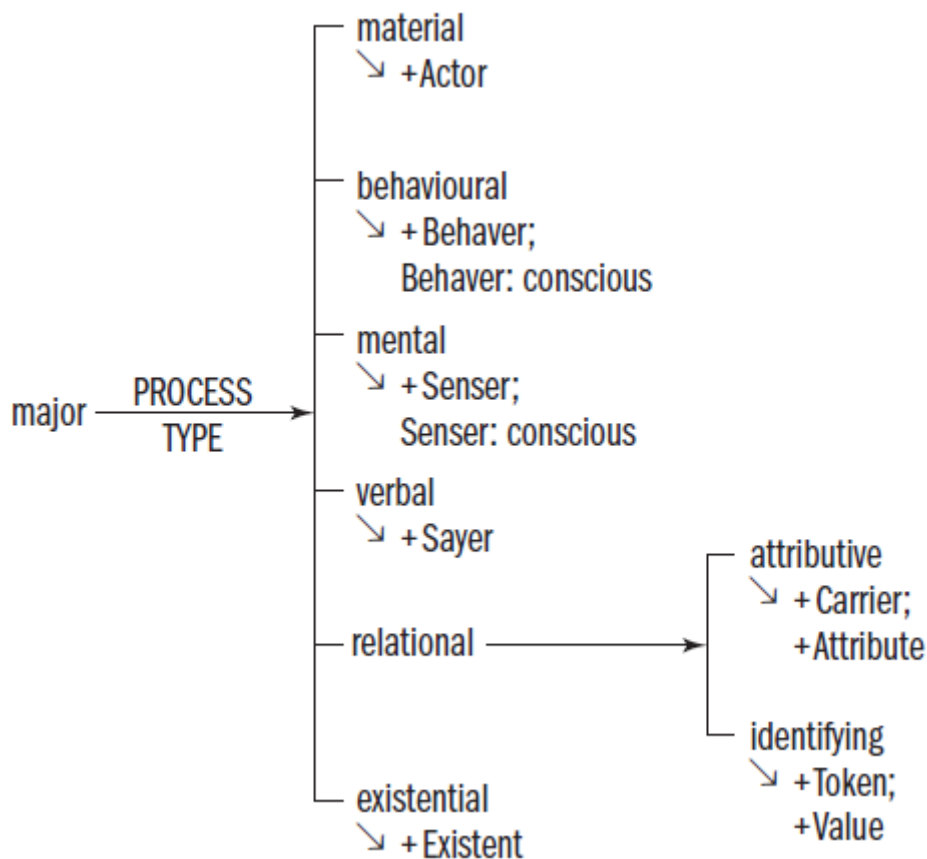 material
↘ +Actor
behavioural
↘ +Behaver;
Behaver: conscious
mental
↘ +Senser;
Senser: conscious
major
PROCESS
TYPE
verbal
↘ +Sayer
relational
attributive
↘ +Carrier;
+Attribute
identifying
↘ +Token;
+Value
existential
↘ +Existent